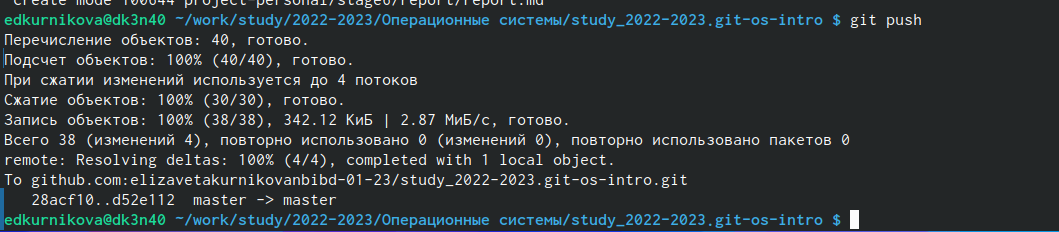 create mode 100644 project-personal/stage6/report/report.md
edkurnikova@dk3n40 ~/work/study/2022-2023/Операционные системы/study_2022-2023.git-os-intro $ git push
Перечисление объектов: 40, готово.
Подсчет объектов: 100% (40/40), готово.
При сжатии изменений используется до 4 потоков
Сжатие объектов: 100% (30/30), готово.
Запись объектов: 100% (38/38), 342.12 КиБ | 2.87 МиБ/с, готово.
Всего 38 (изменений 4), повторно использовано 0 (изменений 0), повторно использовано пакетов 0
remote: Resolving deltas: 100% (4/4), completed with 1 local object.
To github.com:elizavetakurnikovanbibd-01-23/study_2022-2023.git-os-intro.git
28acf10..d52e112 master -> master
edkurnikova@dk3n40 ~/work/study/2022-2023/Операционные системы/study_2022-2023.git-os-intro $